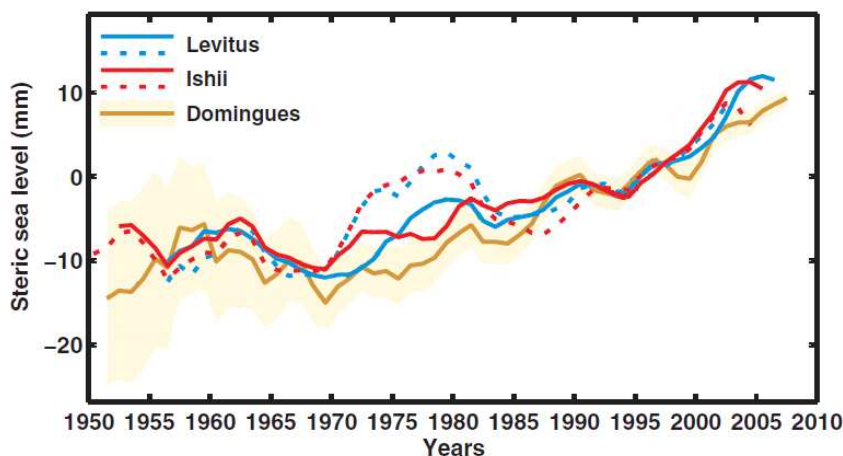 Levitus
Ishii
Domingues
Steric sea level (mm)
10
0
−10
−20
1950 1955 1960 1965 1970 1975 1980 1985 1990 1995 2000 2005 2010
Years